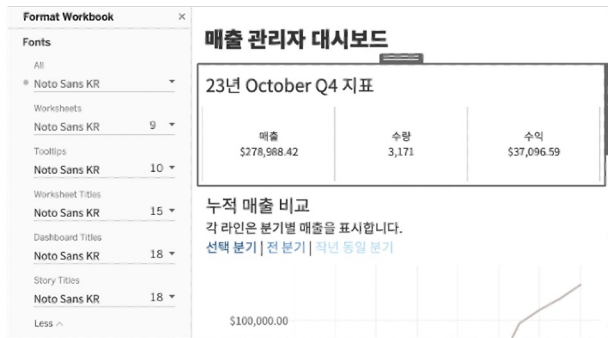 Format Workbook ×
Fonts
All
Noto Sans KR
Worksheets
Noto Sans KR 9
Tooltips
Noto Sans KR 10
Worksheet Titles
Noto Sans KR 15
Dashboard Titles
Noto Sans KR 18
Story Titles
Noto Sans KR 18
Less
매출 관리자 대시보드
23년 October Q4 지표
매출 수량 수익
$278,988.42 3,171 $37,096.59
누적 매출 비교
각 라인은 분기별 매출을 표시합니다.
선택 분기 | 전 분기 | 작년 동일 분기
$100,000.00